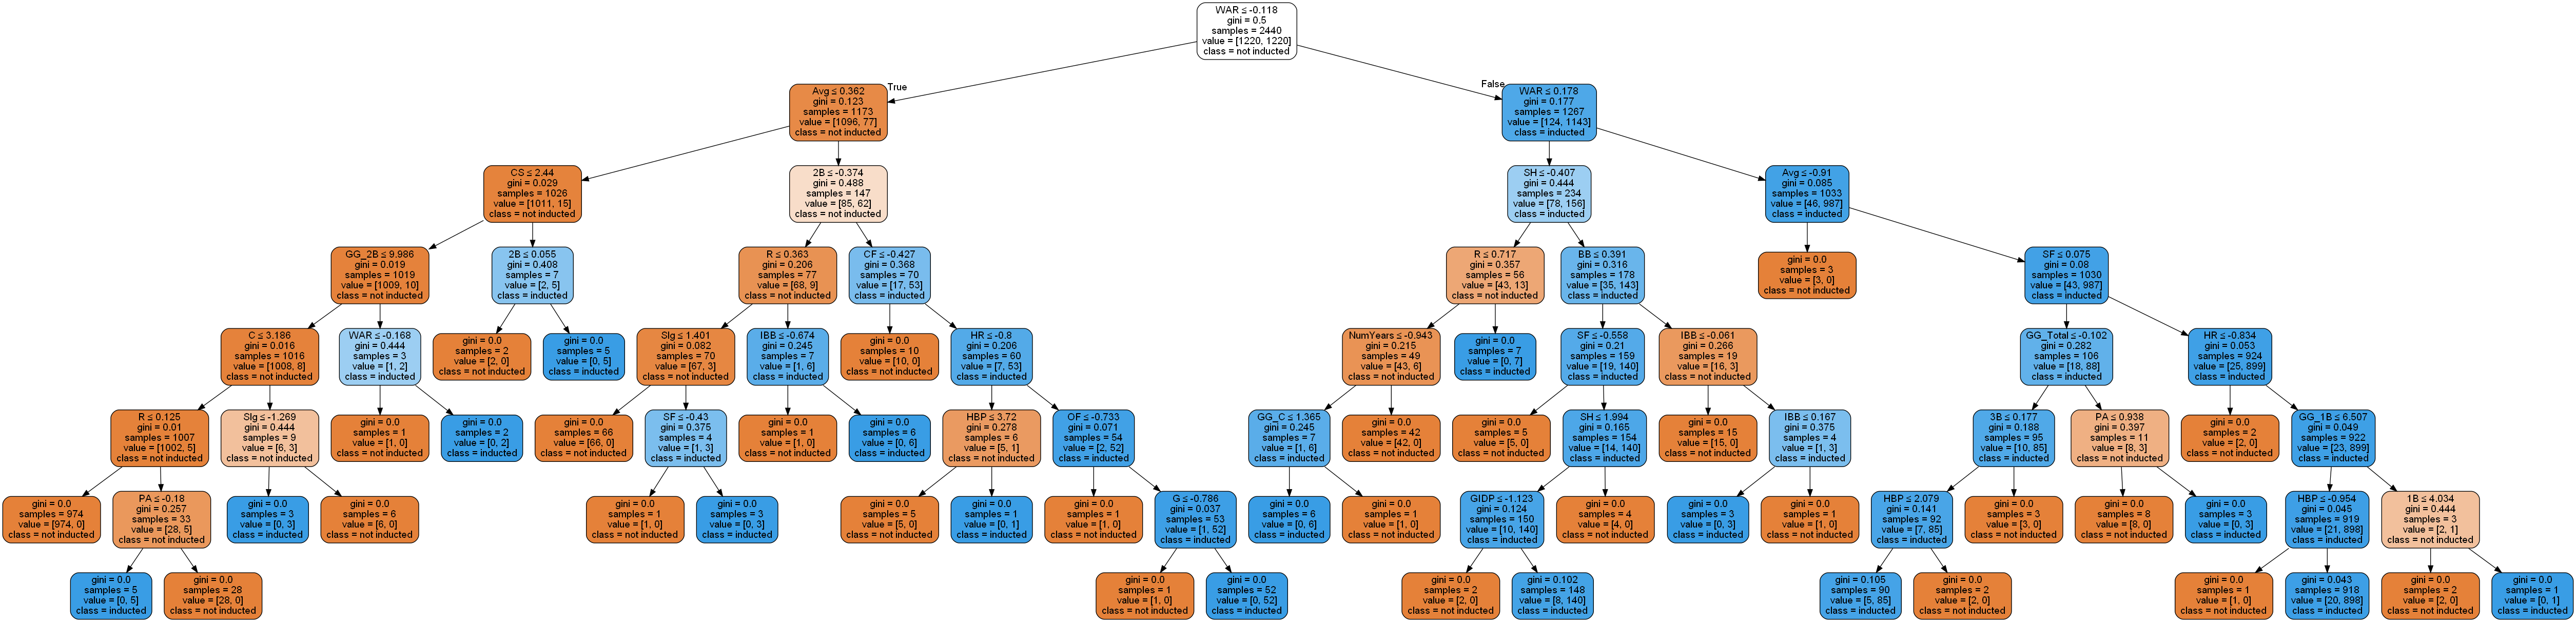 WAR ≤ -0.118
gini = 0.5
samples = 2440
value = [1220, 1220]
class = not inducted
True
False
Avg ≤ 0.362
gini = 0.123
samples = 1173
value = [1096, 77]
class = not inducted
WAR ≤ 0.178
gini = 0.177
samples = 1267
value = [124, 1143]
class = inducted
CS ≤ 2.44
gini = 0.029
samples = 1026
value = [1011, 15]
class = not inducted
2B ≤ -0.374
gini = 0.488
samples = 147
value = [85, 62]
class = not inducted
SH ≤ -0.407
gini = 0.444
samples = 234
value = [78, 156]
class = inducted
Avg ≤ -0.91
gini = 0.085
samples = 1033
value = [46, 987]
class = inducted
GG_2B ≤ 9.986
gini = 0.019
samples = 1019
value = [1009, 10]
class = not inducted
2B ≤ 0.055
gini = 0.408
samples = 7
value = [2, 5]
class = inducted
R ≤ 0.363
gini = 0.206
samples = 77
value = [68, 9]
class = not inducted
CF ≤ -0.427
gini = 0.368
samples = 70
value = [17, 53]
class = inducted
R ≤ 0.717
gini = 0.357
samples = 56
value = [43, 13]
class = not inducted
BB ≤ 0.391
gini = 0.316
samples = 178
value = [35, 143]
class = inducted
gini = 0.0
samples = 3
value = [3, 0]
class = not inducted
SF ≤ 0.075
gini = 0.08
samples = 1030
value = [43, 987]
class = inducted
C ≤ 3.186
gini = 0.016
samples = 1016
value = [1008, 8]
class = not inducted
WAR ≤ -0.168
gini = 0.444
samples = 3
value = [1, 2]
class = inducted
gini = 0.0
samples = 2
value = [2, 0]
class = not inducted
gini = 0.0
samples = 5
value = [0, 5]
class = inducted
Slg ≤ 1.401
gini = 0.082
samples = 70
value = [67, 3]
class = not inducted
IBB ≤ -0.674
gini = 0.245
samples = 7
value = [1, 6]
class = inducted
gini = 0.0
samples = 10
value = [10, 0]
class = not inducted
HR ≤ -0.8
gini = 0.206
samples = 60
value = [7, 53]
class = inducted
NumYears ≤ -0.943
gini = 0.215
samples = 49
value = [43, 6]
class = not inducted
gini = 0.0
samples = 7
value = [0, 7]
class = inducted
SF ≤ -0.558
gini = 0.21
samples = 159
value = [19, 140]
class = inducted
IBB ≤ -0.061
gini = 0.266
samples = 19
value = [16, 3]
class = not inducted
GG_Total ≤ -0.102
gini = 0.282
samples = 106
value = [18, 88]
class = inducted
HR ≤ -0.834
gini = 0.053
samples = 924
value = [25, 899]
class = inducted
R ≤ 0.125
gini = 0.01
samples = 1007
value = [1002, 5]
class = not inducted
Slg ≤ -1.269
gini = 0.444
samples = 9
value = [6, 3]
class = not inducted
gini = 0.0
samples = 1
value = [1, 0]
class = not inducted
gini = 0.0
samples = 2
value = [0, 2]
class = inducted
gini = 0.0
samples = 66
value = [66, 0]
class = not inducted
SF ≤ -0.43
gini = 0.375
samples = 4
value = [1, 3]
class = inducted
gini = 0.0
samples = 1
value = [1, 0]
class = not inducted
gini = 0.0
samples = 6
value = [0, 6]
class = inducted
HBP ≤ 3.72
gini = 0.278
samples = 6
value = [5, 1]
class = not inducted
OF ≤ -0.733
gini = 0.071
samples = 54
value = [2, 52]
class = inducted
GG_C ≤ 1.365
gini = 0.245
samples = 7
value = [1, 6]
class = inducted
gini = 0.0
samples = 42
value = [42, 0]
class = not inducted
gini = 0.0
samples = 5
value = [5, 0]
class = not inducted
SH ≤ 1.994
gini = 0.165
samples = 154
value = [14, 140]
class = inducted
gini = 0.0
samples = 15
value = [15, 0]
class = not inducted
IBB ≤ 0.167
gini = 0.375
samples = 4
value = [1, 3]
class = inducted
3B ≤ 0.177
gini = 0.188
samples = 95
value = [10, 85]
class = inducted
PA ≤ 0.938
gini = 0.397
samples = 11
value = [8, 3]
class = not inducted
gini = 0.0
samples = 2
value = [2, 0]
class = not inducted
GG_1B ≤ 6.507
gini = 0.049
samples = 922
value = [23, 899]
class = inducted
gini = 0.0
samples = 974
value = [974, 0]
class = not inducted
PA ≤ -0.18
gini = 0.257
samples = 33
value = [28, 5]
class = not inducted
gini = 0.0
samples = 3
value = [0, 3]
class = inducted
gini = 0.0
samples = 6
value = [6, 0]
class = not inducted
gini = 0.0
samples = 1
value = [1, 0]
class = not inducted
gini = 0.0
samples = 3
value = [0, 3]
class = inducted
gini = 0.0
samples = 5
value = [5, 0]
class = not inducted
gini = 0.0
samples = 1
value = [0, 1]
class = inducted
gini = 0.0
samples = 1
value = [1, 0]
class = not inducted
G ≤ -0.786
gini = 0.037
samples = 53
value = [1, 52]
class = inducted
gini = 0.0
samples = 6
value = [0, 6]
class = inducted
gini = 0.0
samples = 1
value = [1, 0]
class = not inducted
GIDP ≤ -1.123
gini = 0.124
samples = 150
value = [10, 140]
class = inducted
gini = 0.0
samples = 4
value = [4, 0]
class = not inducted
gini = 0.0
samples = 3
value = [0, 3]
class = inducted
gini = 0.0
samples = 1
value = [1, 0]
class = not inducted
HBP ≤ 2.079
gini = 0.141
samples = 92
value = [7, 85]
class = inducted
gini = 0.0
samples = 3
value = [3, 0]
class = not inducted
gini = 0.0
samples = 8
value = [8, 0]
class = not inducted
gini = 0.0
samples = 3
value = [0, 3]
class = inducted
HBP ≤ -0.954
gini = 0.045
samples = 919
value = [21, 898]
class = inducted
1B ≤ 4.034
gini = 0.444
samples = 3
value = [2, 1]
class = not inducted
gini = 0.0
samples = 5
value = [0, 5]
class = inducted
gini = 0.0
samples = 28
value = [28, 0]
class = not inducted
gini = 0.0
samples = 1
value = [1, 0]
class = not inducted
gini = 0.0
samples = 52
value = [0, 52]
class = inducted
gini = 0.0
samples = 2
value = [2, 0]
class = not inducted
gini = 0.102
samples = 148
value = [8, 140]
class = inducted
gini = 0.105
samples = 90
value = [5, 85]
class = inducted
gini = 0.0
samples = 2
value = [2, 0]
class = not inducted
gini = 0.0
samples = 1
value = [1, 0]
class = not inducted
gini = 0.043
samples = 918
value = [20, 898]
class = inducted
gini = 0.0
samples = 2
value = [2, 0]
class = not inducted
gini = 0.0
samples = 1
value = [0, 1]
class = inducted